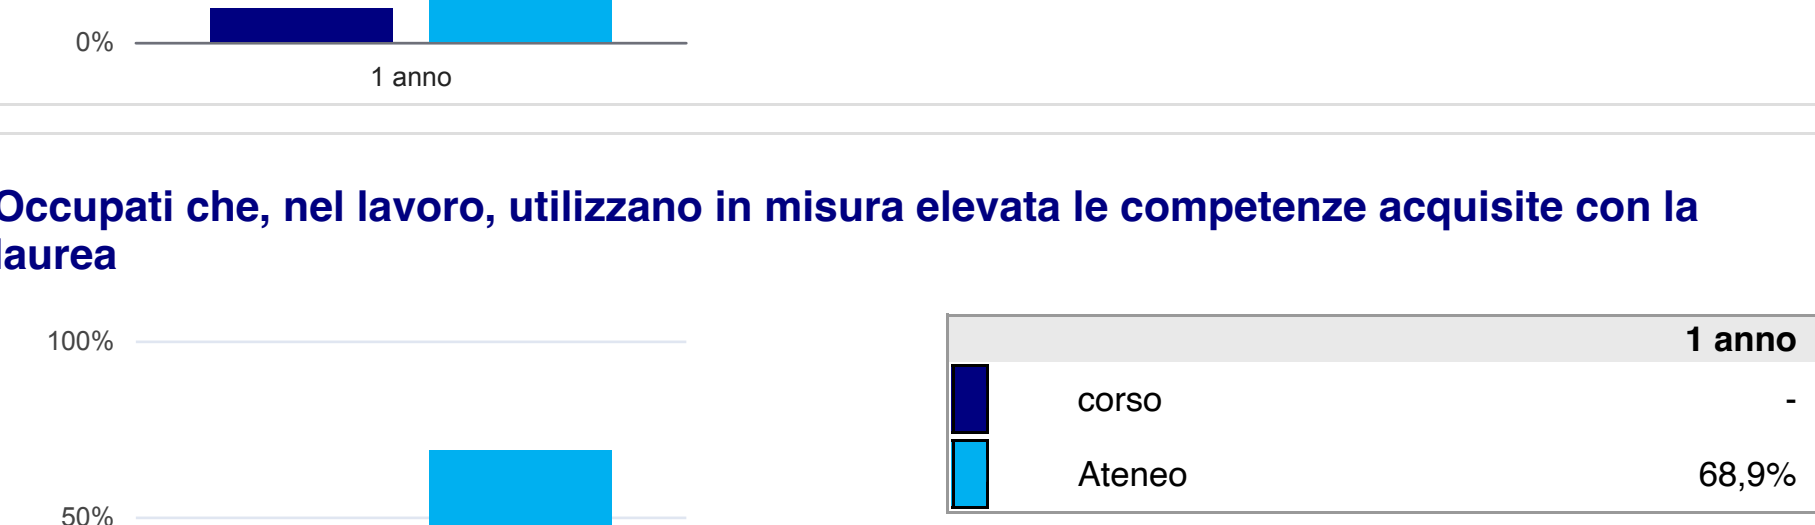 0%
1 anno
Occupati che, nel lavoro, utilizzano in misura elevata le competenze acquisite con la
laurea
100%
50%
1 anno
corso -
Ateneo 68,9%